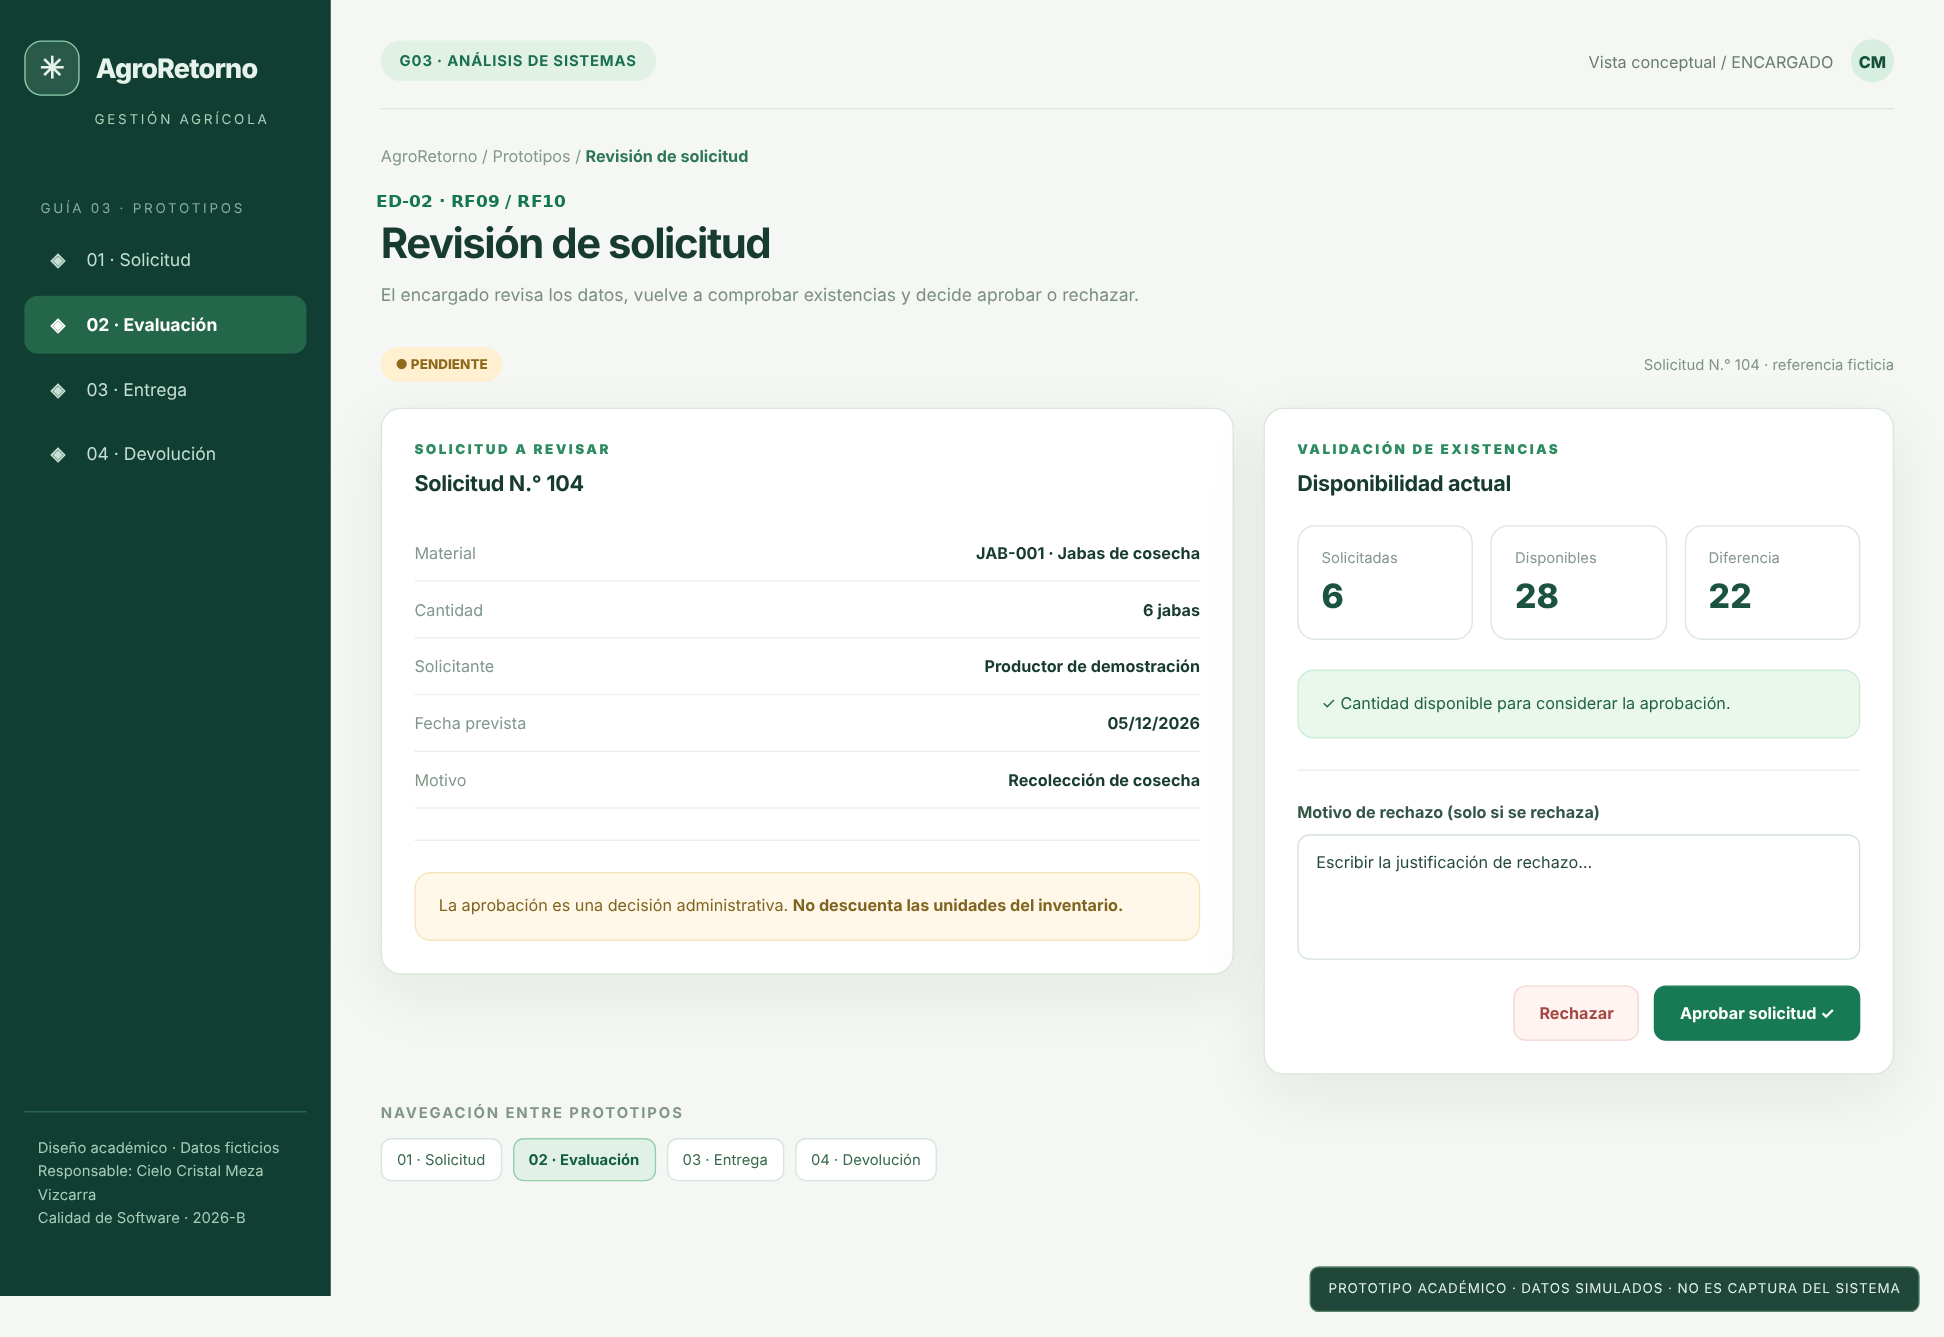 AgroRetorno
GESTIÓN AGRÍCOLA
GUÍA 03 · PROTOTIPOS
◈ 01 · Solicitud
◈ 02 · Evaluación
◈ 03 · Entrega
◈ 04 · Devolución
Diseño académico · Datos ficticios
Responsable: Cielo Cristal Meza
Vizcarra
Calidad de Software · 2026-B
G03 · ANÁLISIS DE SISTEMAS
Vista conceptual / ENCARGADO
CM
AgroRetorno / Prototipos / Revisión de solicitud
ED-02 · RF09 / RF10
Revisión de solicitud
El encargado revisa los datos, vuelve a comprobar existencias y decide aprobar o rechazar.
● PENDIENTE
Solicitud N.° 104 · referencia ficticia
SOLICITUD A REVISAR
Solicitud N.° 104
Material JAB-001 · Jabas de cosecha
Cantidad 6 jabas
Solicitante Productor de demostración
Fecha prevista 05/12/2026
Motivo Recolección de cosecha
La aprobación es una decisión administrativa. No descuenta las unidades del inventario.
VALIDACIÓN DE EXISTENCIAS
Disponibilidad actual
Solicitadas
6
Disponibles
28
Diferencia
22
✓ Cantidad disponible para considerar la aprobación.
Motivo de rechazo (solo si se rechaza)
Escribir la justificación de rechazo...
Rechazar
Aprobar solicitud ✓
NAVEGACIÓN ENTRE PROTOTIPOS
01 · Solicitud
02 · Evaluación
03 · Entrega
04 · Devolución
PROTOTIPO ACADÉMICO · DATOS SIMULADOS · NO ES CAPTURA DEL SISTEMA